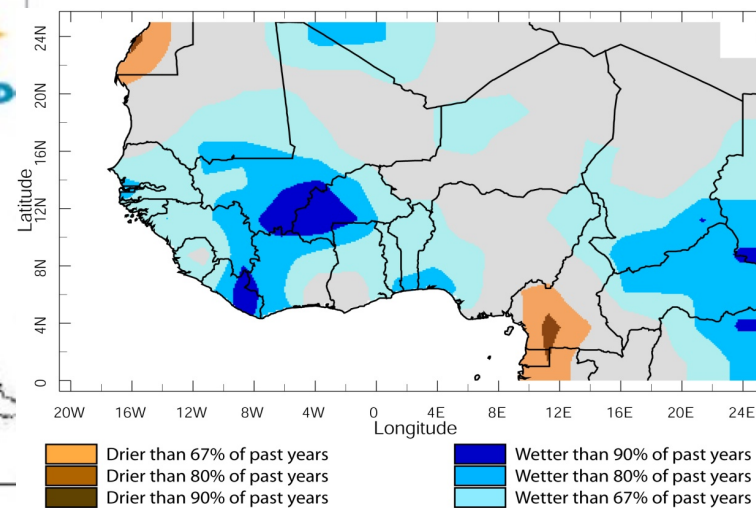 24N
20N
16N
12N
8N
4N
0
Latitude
20W 16W 12W 8W 4W 0 4E 8E 12E 16E 20E 24E
Longitude
Drier than 67% of past years
Drier than 80% of past years
Drier than 90% of past years
Wetter than 90% of past years
Wetter than 80% of past years
Wetter than 67% of past years